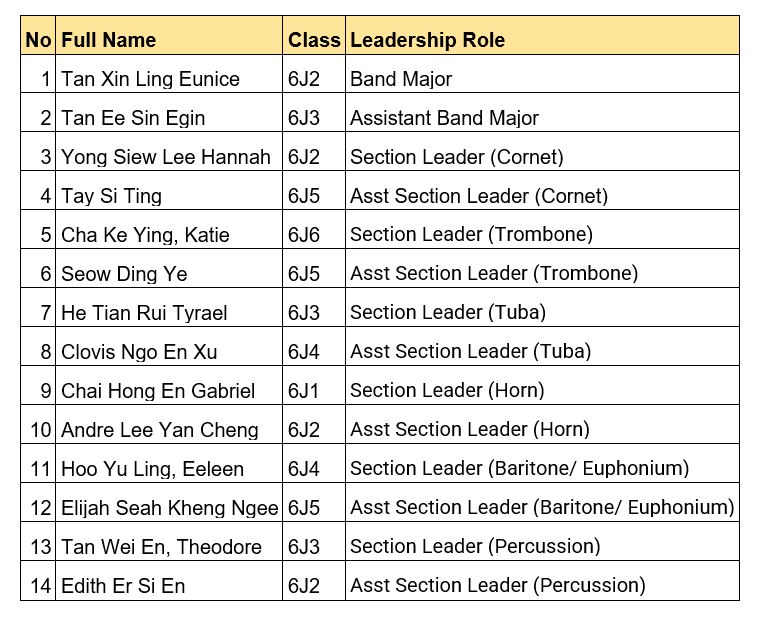 No Full Name Class Leadership Role
1 Tan Xin Ling Eunice 6J2 Band Major
2 Tan Ee Sin Egin 6J3 Assistant Band Major
3 Yong Siew Lee Hannah 6J2 Section Leader (Cornet)
4 Tay Si Ting 6J5 Asst Section Leader (Cornet)
5 Cha Ke Ying, Katie 6J6 Section Leader (Trombone)
6 Seow Ding Ye 6J5 Asst Section Leader (Trombone)
7 He Tian Rui Tyrael 6J3 Section Leader (Tuba)
8 Clovis Ngo En Xu 6J4 Asst Section Leader (Tuba)
9 Chai Hong En Gabriel 6J1 Section Leader (Horn)
10 Andre Lee Yan Cheng 6J2 Asst Section Leader (Horn)
11 Hoo Yu Ling, Eeleen 6J4 Section Leader (Baritone/ Euphonium)
12 Elijah Seah Kheng Ngee 6J5 Asst Section Leader (Baritone/ Euphonium)
13 Tan Wei En, Theodore 6J3 Section Leader (Percussion)
14 Edith Er Si En 6J2 Asst Section Leader (Percussion)